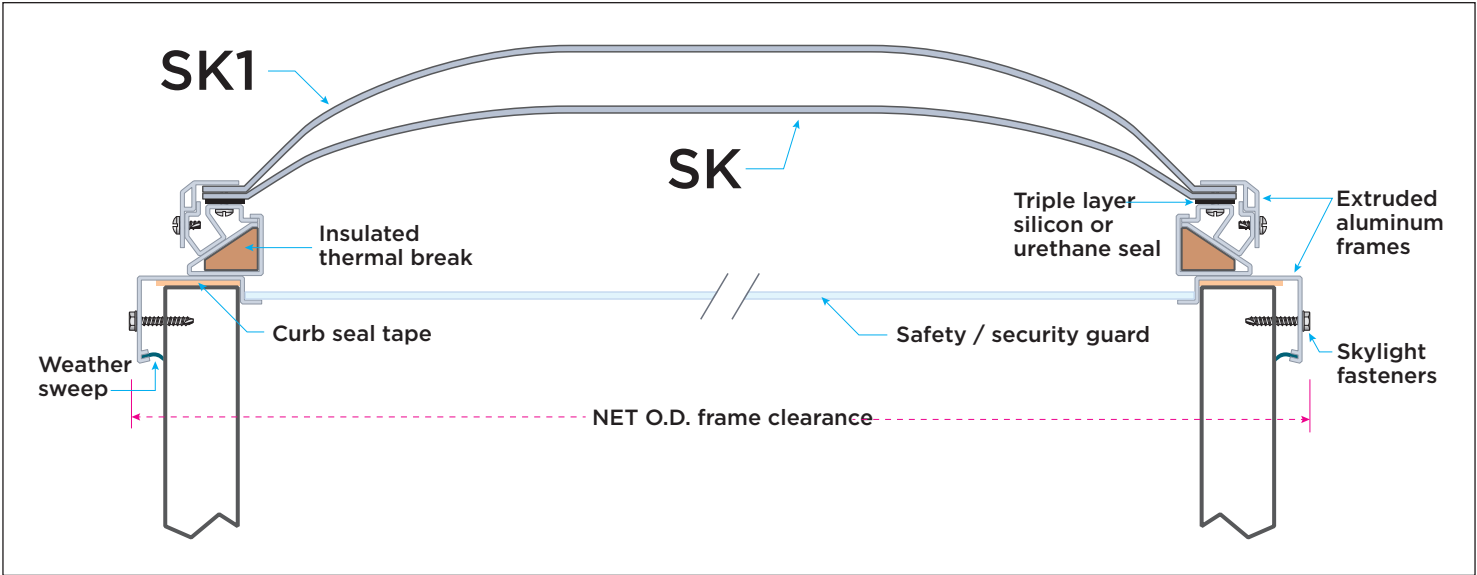 SK1
SK
Triple layer
silicon or
urethane seal
Extruded
aluminum
frames
Insulated
thermal break
Curb seal tape
Safety / security guard
Weather
sweep
Skylight
fasteners
NET O.D. frame clearance